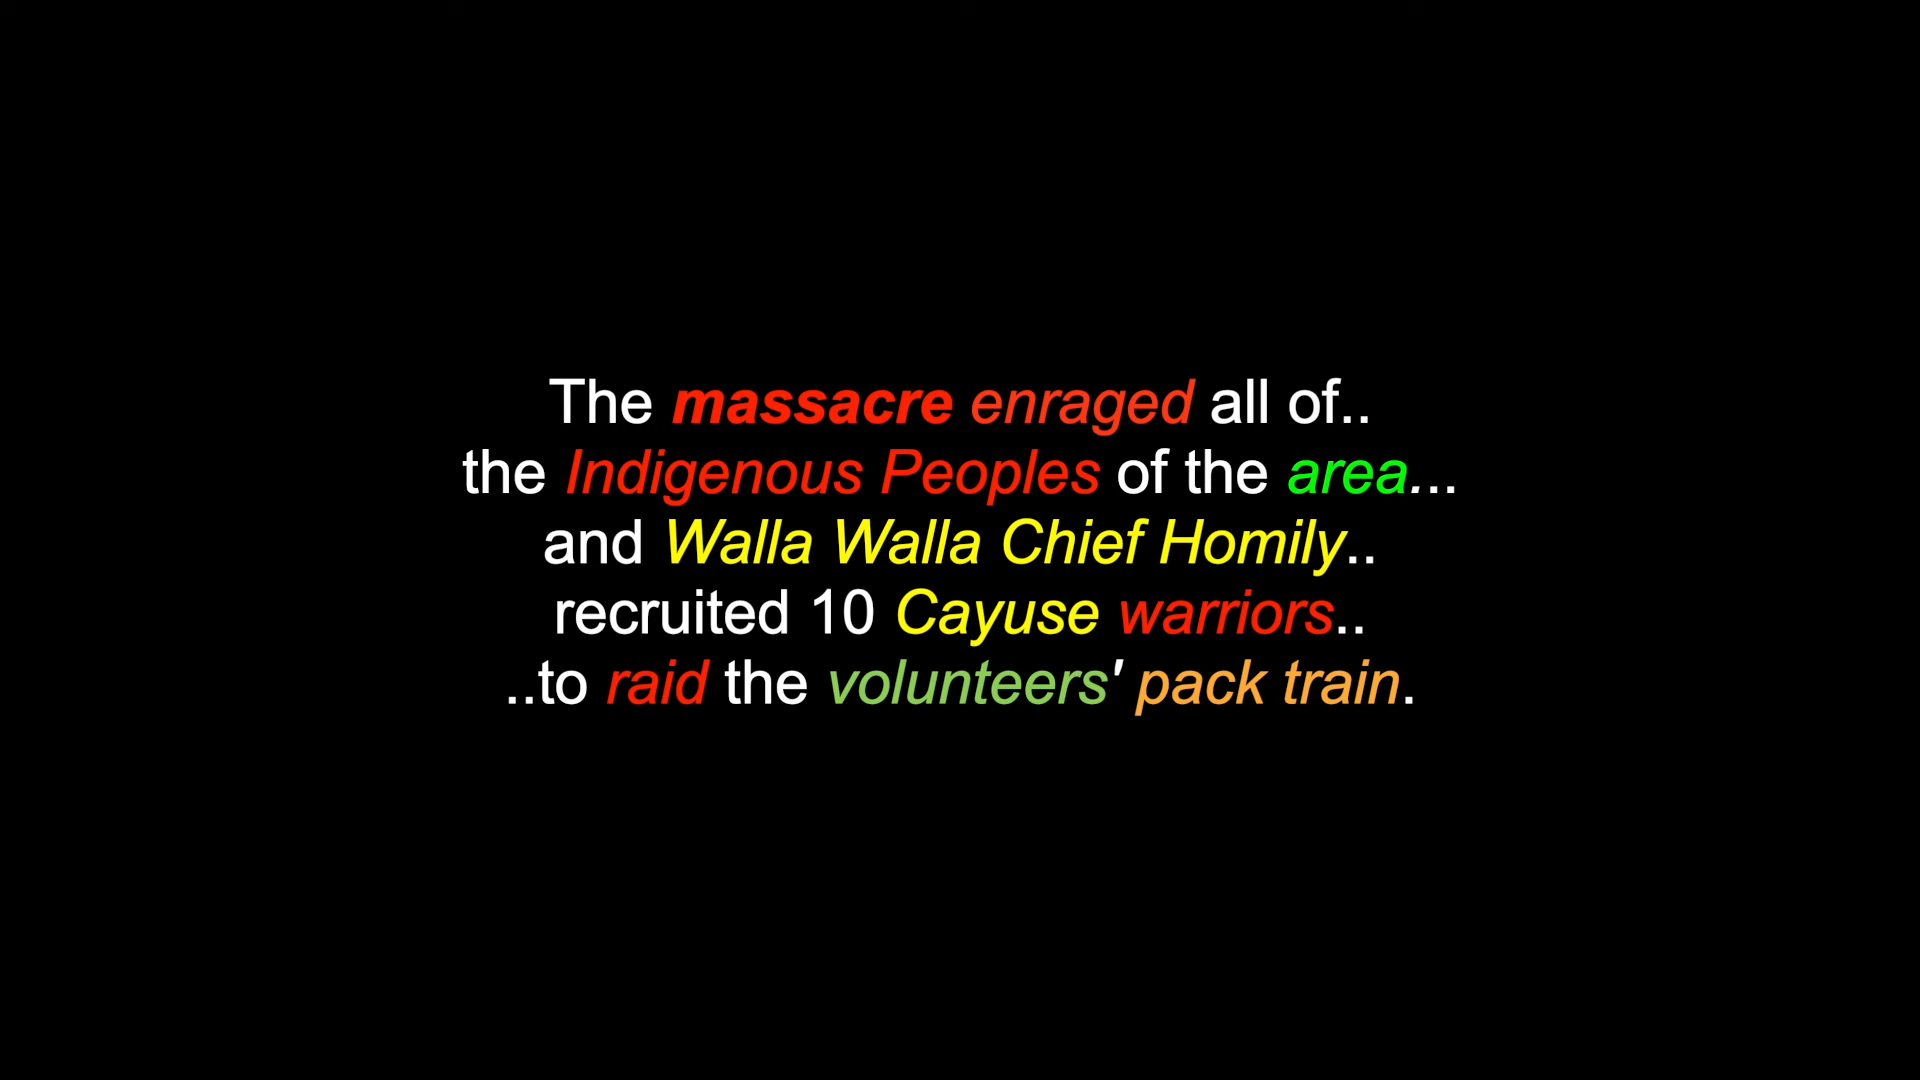 The massacre enraged all of..
the Indigenous Peoples of the area...
and Walla Walla Chief Homily..
recruited 10 Cayuse warriors..
..to raid the volunteers' pack train.